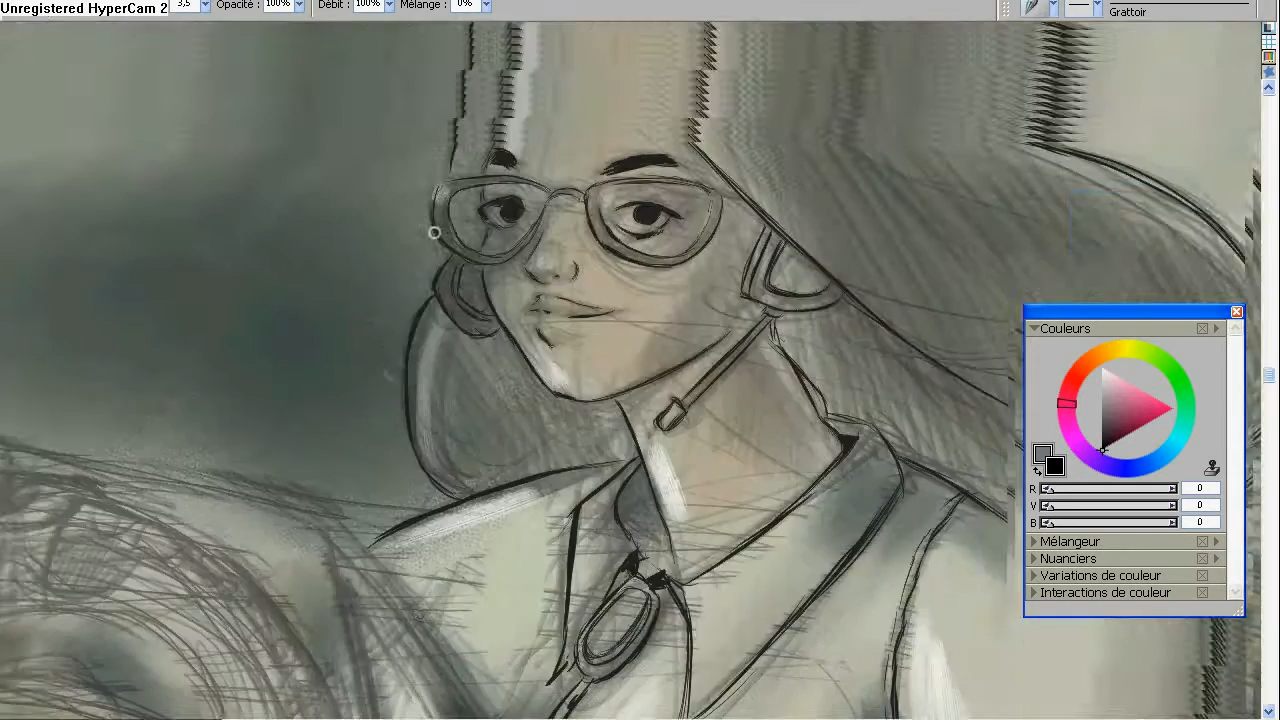 Unregistered HyperCam 2
3,5 Opacité : 100% Débit : 100% Mélange : 0%
Grattoir
Couleurs
R 0
V 0
B 0
Mélangeur
Nuanciers
Variations de couleur
Interactions de couleur